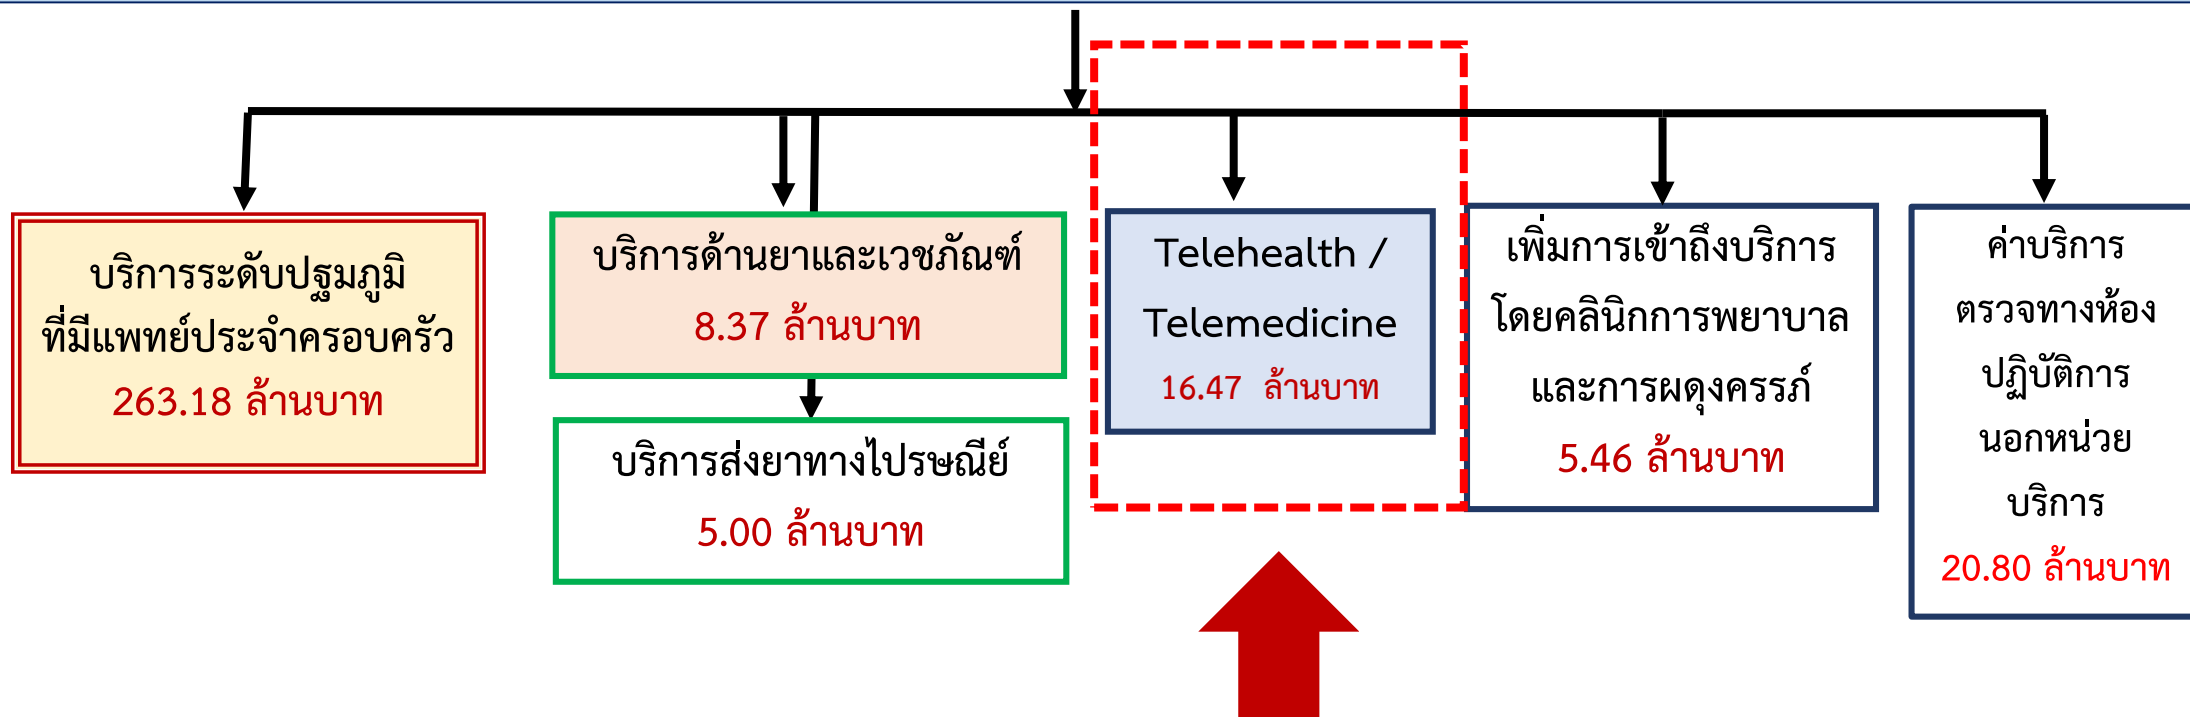 บริการระดับปฐมภูมิ
ที่มีแพทย์ประจำครอบครัว
263.18 ล้านบาท
บริการด้านยาและเวชภัณฑ์
8.37 ล้านบาท
บริการส่งยาทางไปรษณีย์
5.00 ล้านบาท
Telehealth /
Telemedicine
16.47 ล้านบาท
เพิ่มการเข้าถึงบริการ
โดยคลินิกการพยาบาล
และการผดุงครรภ์
5.46 ล้านบาท
ค่าบริการ
ตรวจทางห้อง
ปฏิบัติการ
นอกหน่วย
บริการ
20.80 ล้านบาท